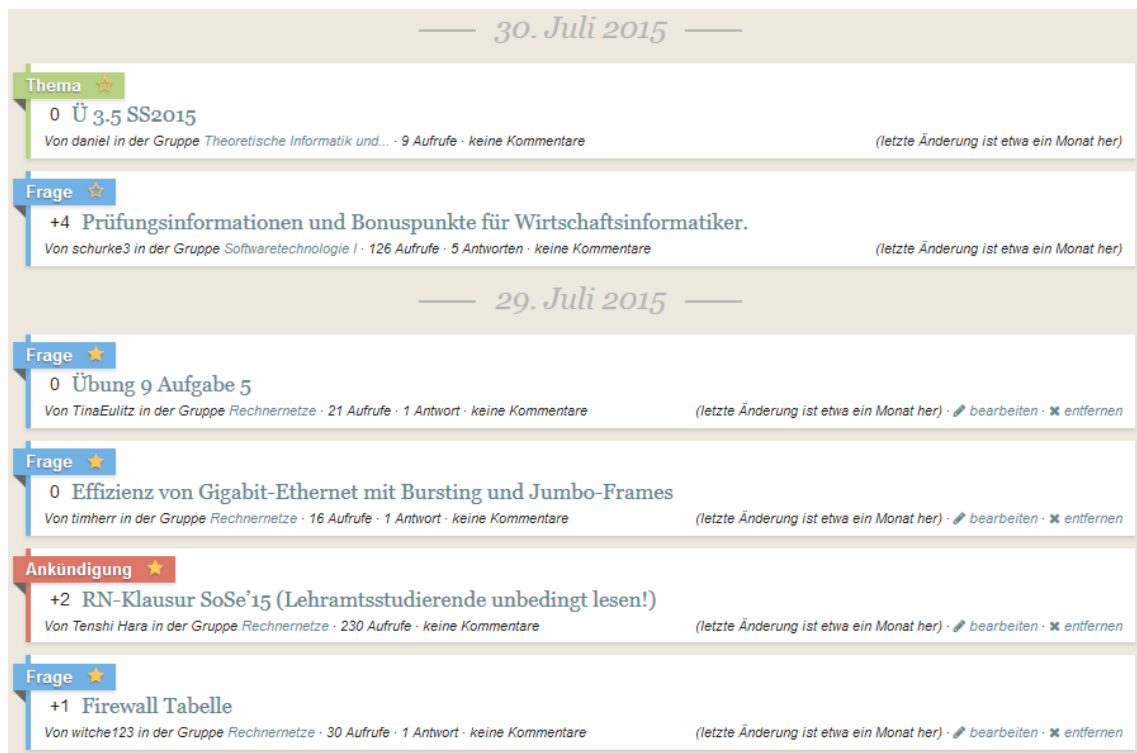 30. Juli 2015
Thema
0 Ü 3.5 SS2015
Von daniel in der Gruppe Theoretische Informatik und... · 9 Aufrufe · keine Kommentare (letzte Änderung ist etwa ein Monat her)
Frage
+4 Prüfungsinformationen und Bonuspunkte für Wirtschaftsinformatiker.
Von schurke3 in der Gruppe Softwaretechnologie I · 126 Aufrufe · 5 Antworten · keine Kommentare (letzte Änderung ist etwa ein Monat her)
29. Juli 2015
Frage
0 Übung 9 Aufgabe 5
Von TinaEulitz in der Gruppe Rechnernetze · 21 Aufrufe · 1 Antwort · keine Kommentare (letzte Änderung ist etwa ein Monat her) · bearbeiten · entfernen
Frage
0 Effizienz von Gigabit-Ethernet mit Bursting und Jumbo-Frames
Von timherr in der Gruppe Rechnernetze · 16 Aufrufe · 1 Antwort · keine Kommentare (letzte Änderung ist etwa ein Monat her) · bearbeiten · entfernen
Ankündigung
+2 RN-Klausur SoSe’15 (Lehramtsstudierende unbedingt lesen!)
Von Tenshi Hara in der Gruppe Rechnernetze · 230 Aufrufe · keine Kommentare (letzte Änderung ist etwa ein Monat her) · bearbeiten · entfernen
Frage
+1 Firewall Tabelle
Von witche123 in der Gruppe Rechnernetze · 30 Aufrufe · 1 Antwort · keine Kommentare (letzte Änderung ist etwa ein Monat her) · bearbeiten · entfernen